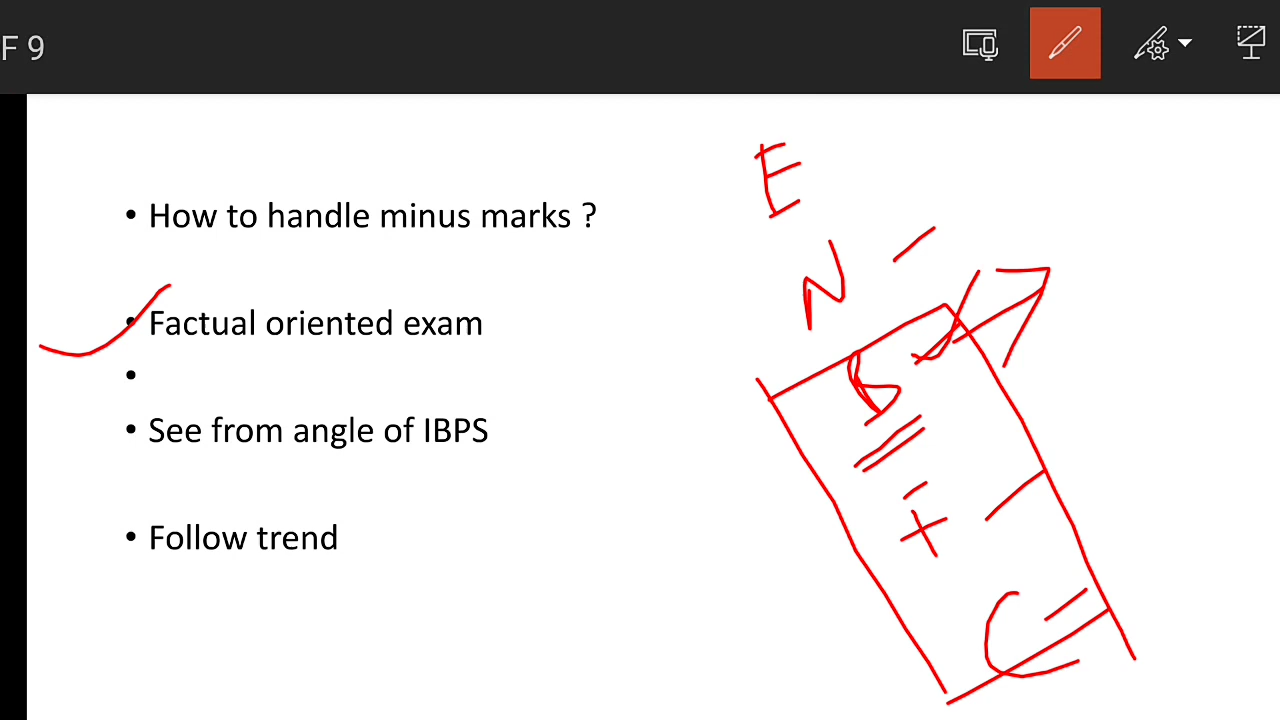 F 9
• How to handle minus marks ?
• Factual oriented exam
•
• See from angle of IBPS
• Follow trend
E
N -
B
+ -
C